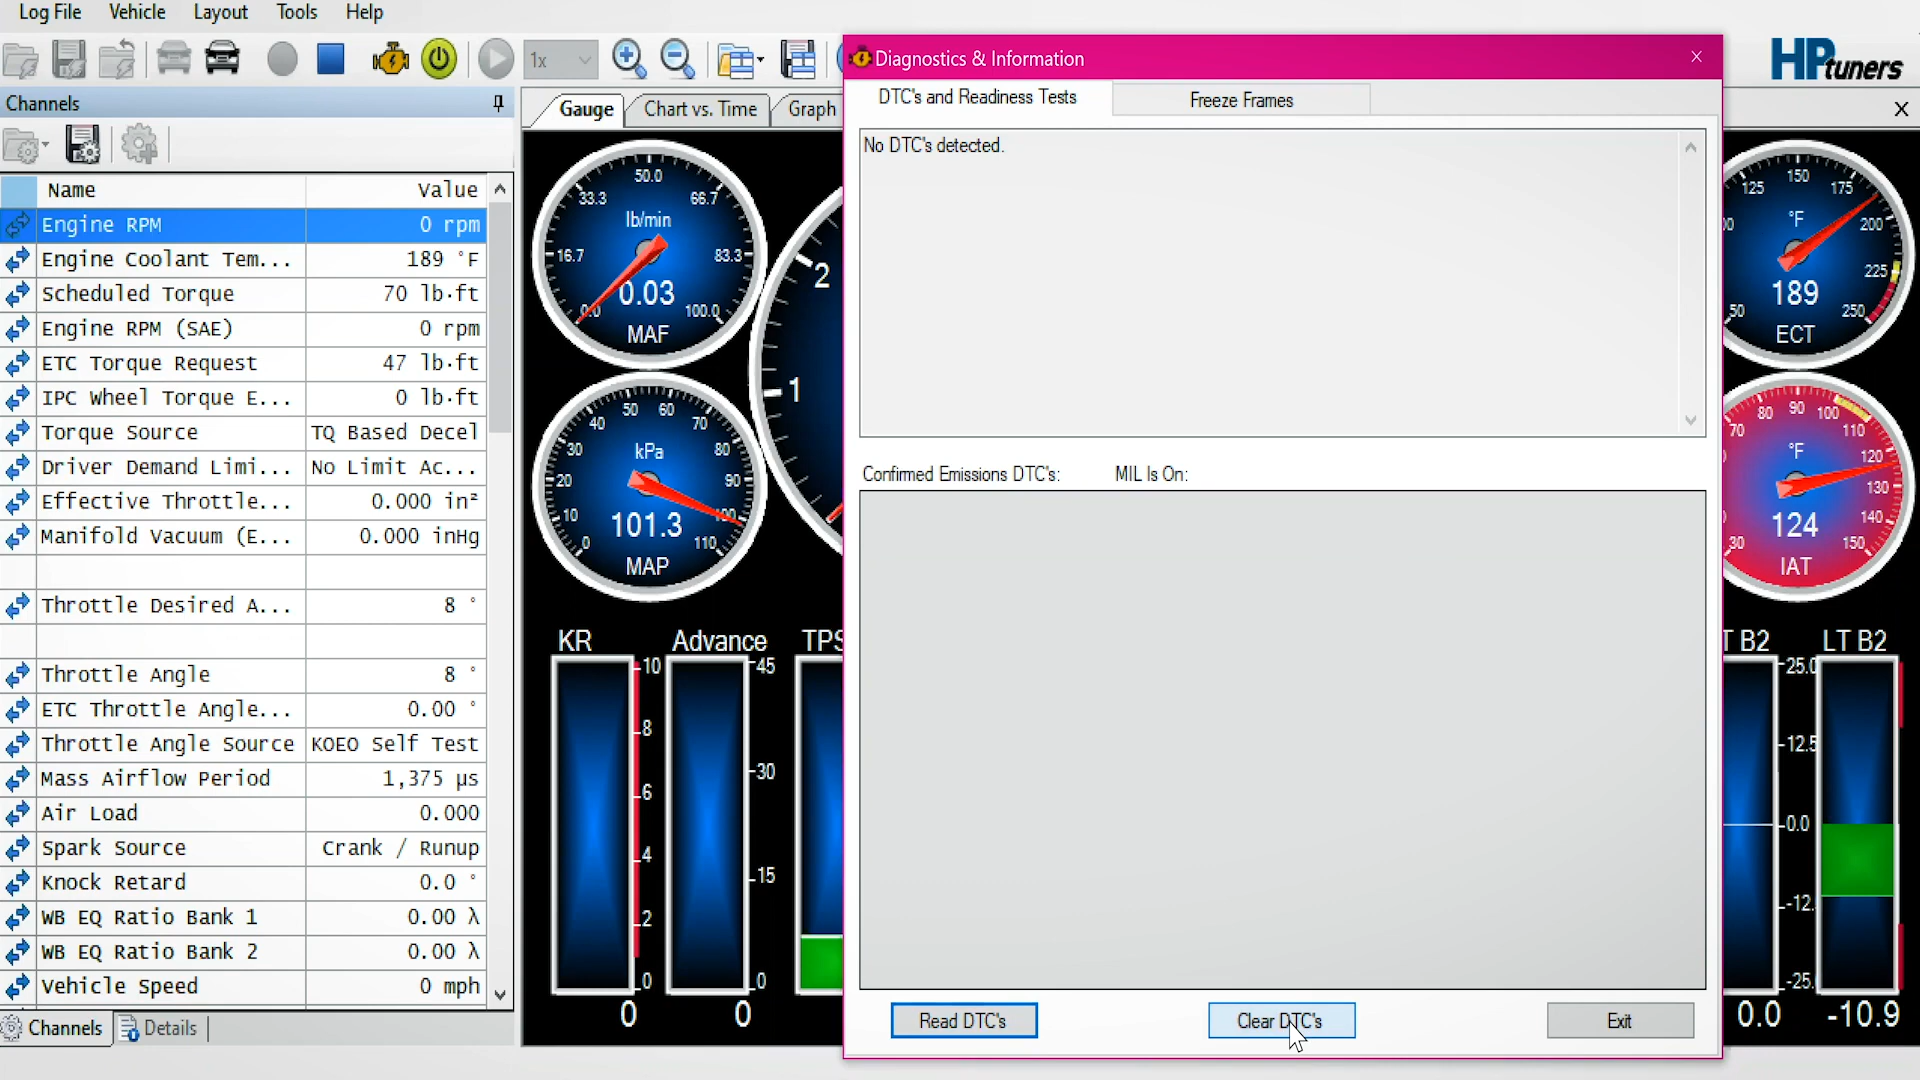 Log File Vehicle Layout Tools Help
1x
HPtuners
Diagnostics & Information
Channels
Gauge Chart vs. Time Graph
DTC's and Readiness Tests Freeze Frames
Name Value
Engine RPM 0 rpm
Engine Coolant Tem... 189 °F
Scheduled Torque 70 lb·ft
Engine RPM (SAE) 0 rpm
ETC Torque Request 47 lb·ft
IPC Wheel Torque E... 0 lb·ft
Torque Source TQ Based Decel
Driver Demand Limi... No Limit Ac...
Effective Throttle... 0.000 in²
Manifold Vacuum (E... 0.000 inHg
Throttle Desired A... 8 °
Throttle Angle 8 °
ETC Throttle Angle... 0.00 °
Throttle Angle Source KOEO Self Test
Mass Airflow Period 1,375 µs
Air Load 0.000
Spark Source Crank / Runup
Knock Retard 0.0 °
WB EQ Ratio Bank 1 0.00 λ
WB EQ Ratio Bank 2 0.00 λ
Vehicle Speed 0 mph
Channels Details
0.0 16.7 33.3 50.0 66.7 83.3 100.0
lb/min
0.03
MAF
0 10 20 30 40 50 60 70 80 90 100 110
kPa
101.3
MAP
1 2
KR
10 8 6 4 2 0
0
Advance
45 30 15 0
0
TPS
No DTC's detected.
Confirmed Emissions DTC's: MIL Is On:
Read DTC's Clear DTC's Exit
50 00 125 150 175 200 225 250
°F
189
ECT
30 70 80 90 100 110 120 130 140 150
°F
124
IAT
T B2
25.0 12.5 0.0 -12. -25.
0.0
LT B2
-10.9